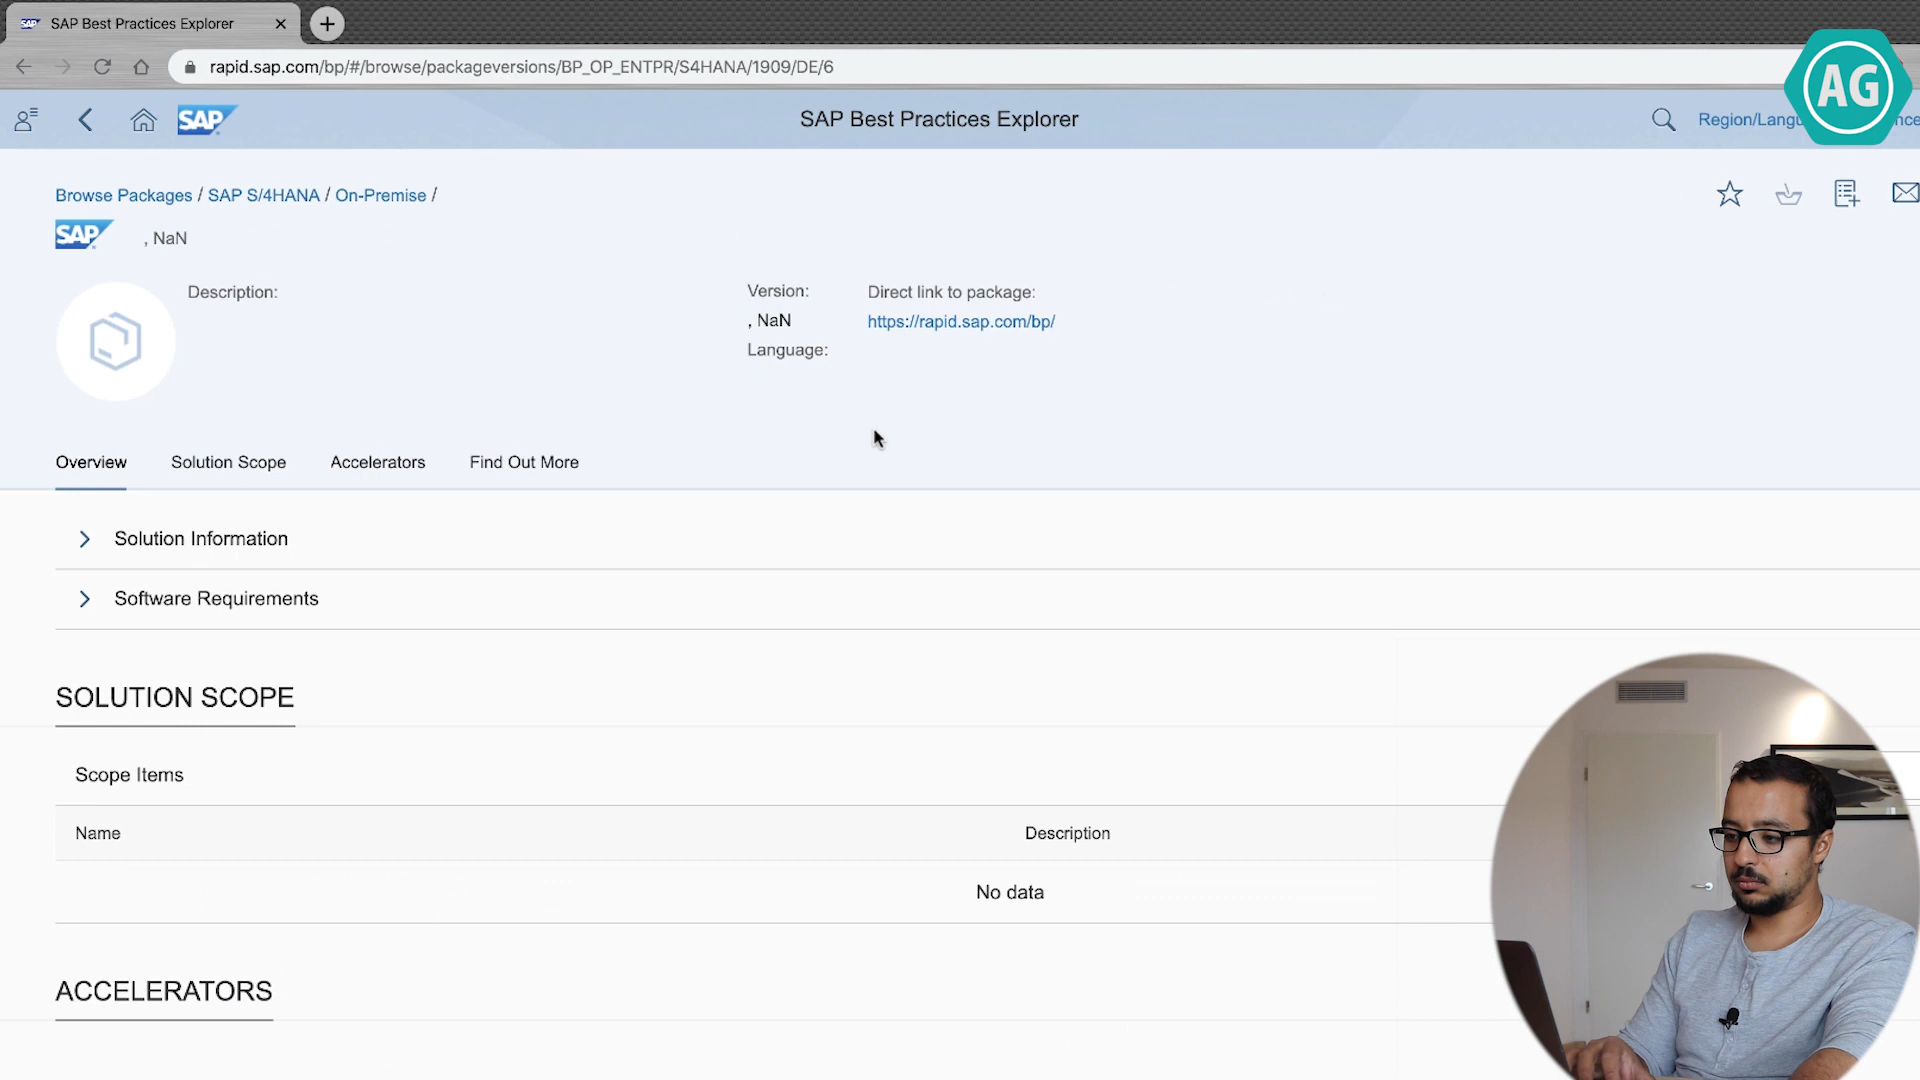 SAP SAP Best Practices Explorer
rapid.sap.com/bp/#/browse/packageversions/BP_OP_ENTPR/S4HANA/1909/DE/6
AG
SAP
SAP Best Practices Explorer
Region/Langu
nce
Browse Packages / SAP S/4HANA / On-Premise /
SAP , NaN
Description:
Version:
, NaN
Language:
Direct link to package:
https://rapid.sap.com/bp/
Overview Solution Scope Accelerators Find Out More
Solution Information
Software Requirements
SOLUTION SCOPE
Scope Items
Name Description
No data
ACCELERATORS